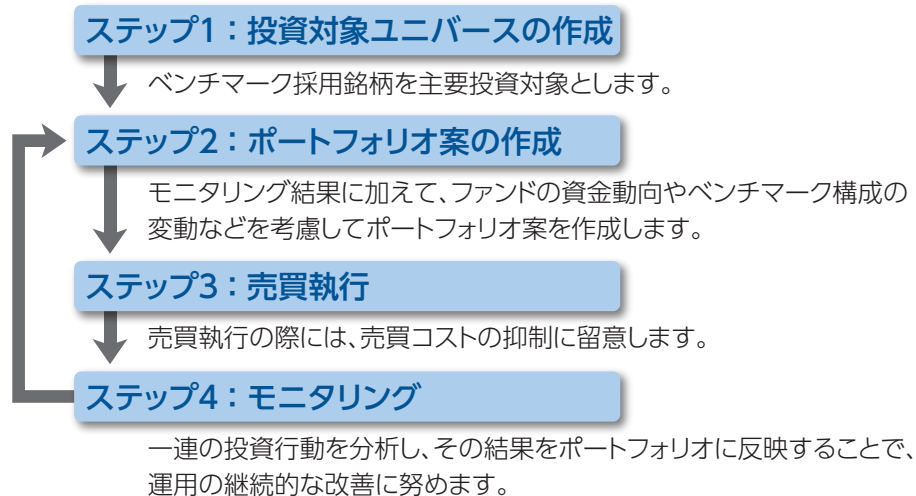 ステップ1：投資対象ユニバースの作成
ベンチマーク採用銘柄を主要投資対象とします。
ステップ2：ポートフォリオ案の作成
モニタリング結果に加えて、ファンドの資金動向やベンチマーク構成の
変動などを考慮してポートフォリオ案を作成します。
ステップ3：売買執行
売買執行の際には、売買コストの抑制に留意します。
ステップ4：モニタリング
一連の投資行動を分析し、その結果をポートフォリオに反映することで、
運用の継続的な改善に努めます。